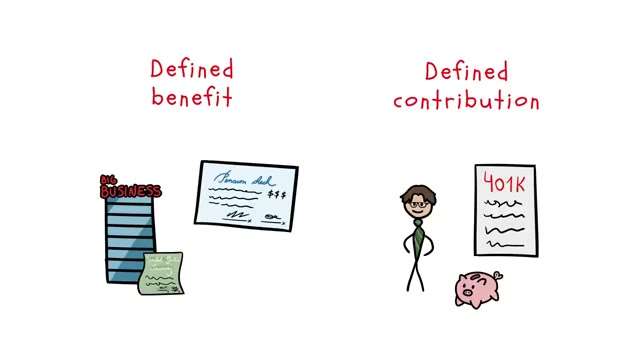 Defined
benefit
Defined
contribution
BIG
BUSINESS
Pension check
$$$
401K